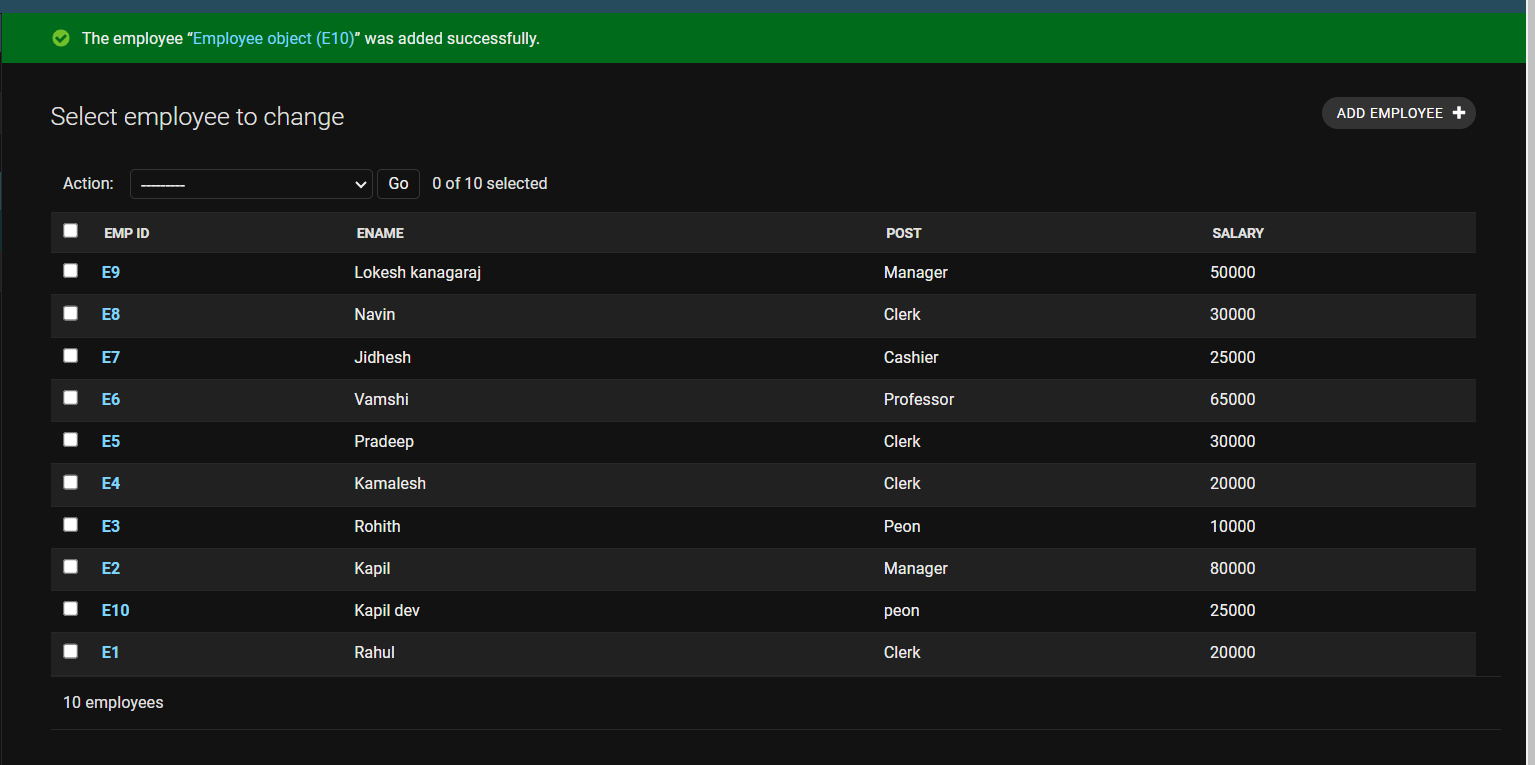 The employee “Employee object (E10)” was added successfully.
Select employee to change
ADD EMPLOYEE +
Action: --------- Go 0 of 10 selected
EMP ID ENAME POST SALARY
E9 Lokesh kanagaraj Manager 50000
E8 Navin Clerk 30000
E7 Jidhesh Cashier 25000
E6 Vamshi Professor 65000
E5 Pradeep Clerk 30000
E4 Kamalesh Clerk 20000
E3 Rohith Peon 10000
E2 Kapil Manager 80000
E10 Kapil dev peon 25000
E1 Rahul Clerk 20000
10 employees